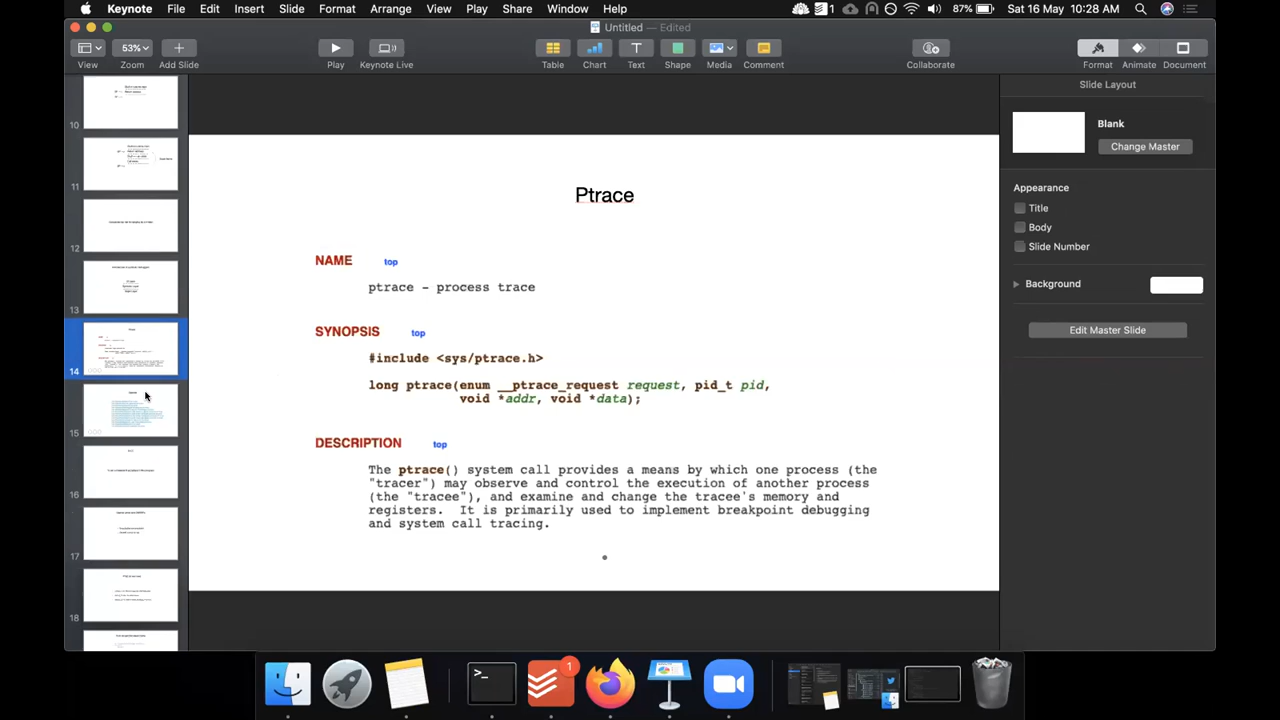 Keynote File Edit Insert Slide Format Arrange View Play Share Window Help
1 87% Sat 16 May 10:28 AM
Untitled — Edited
53%
View Zoom Add Slide Play Keynote Live Table Chart Text Shape Media Comment Collaborate Format Animate Document
10
11
12
13
14
15
16
17
18
Ptrace
NAME top
ptrace - process trace
SYNOPSIS top
#include <sys/ptrace.h>
long ptrace(enum __ptrace_request request, pid_t pid,
void *addr, void *data);
DESCRIPTION top
The ptrace() system call provides a means by which one process (the
"tracer") may observe and control the execution of another process
(the "tracee"), and examine and change the tracee's memory and
registers. It is primarily used to implement breakpoint debugging
and system call tracing.
Slide Layout
Blank
Change Master
Appearance
Title
Body
Slide Number
Background
Edit Master Slide
1